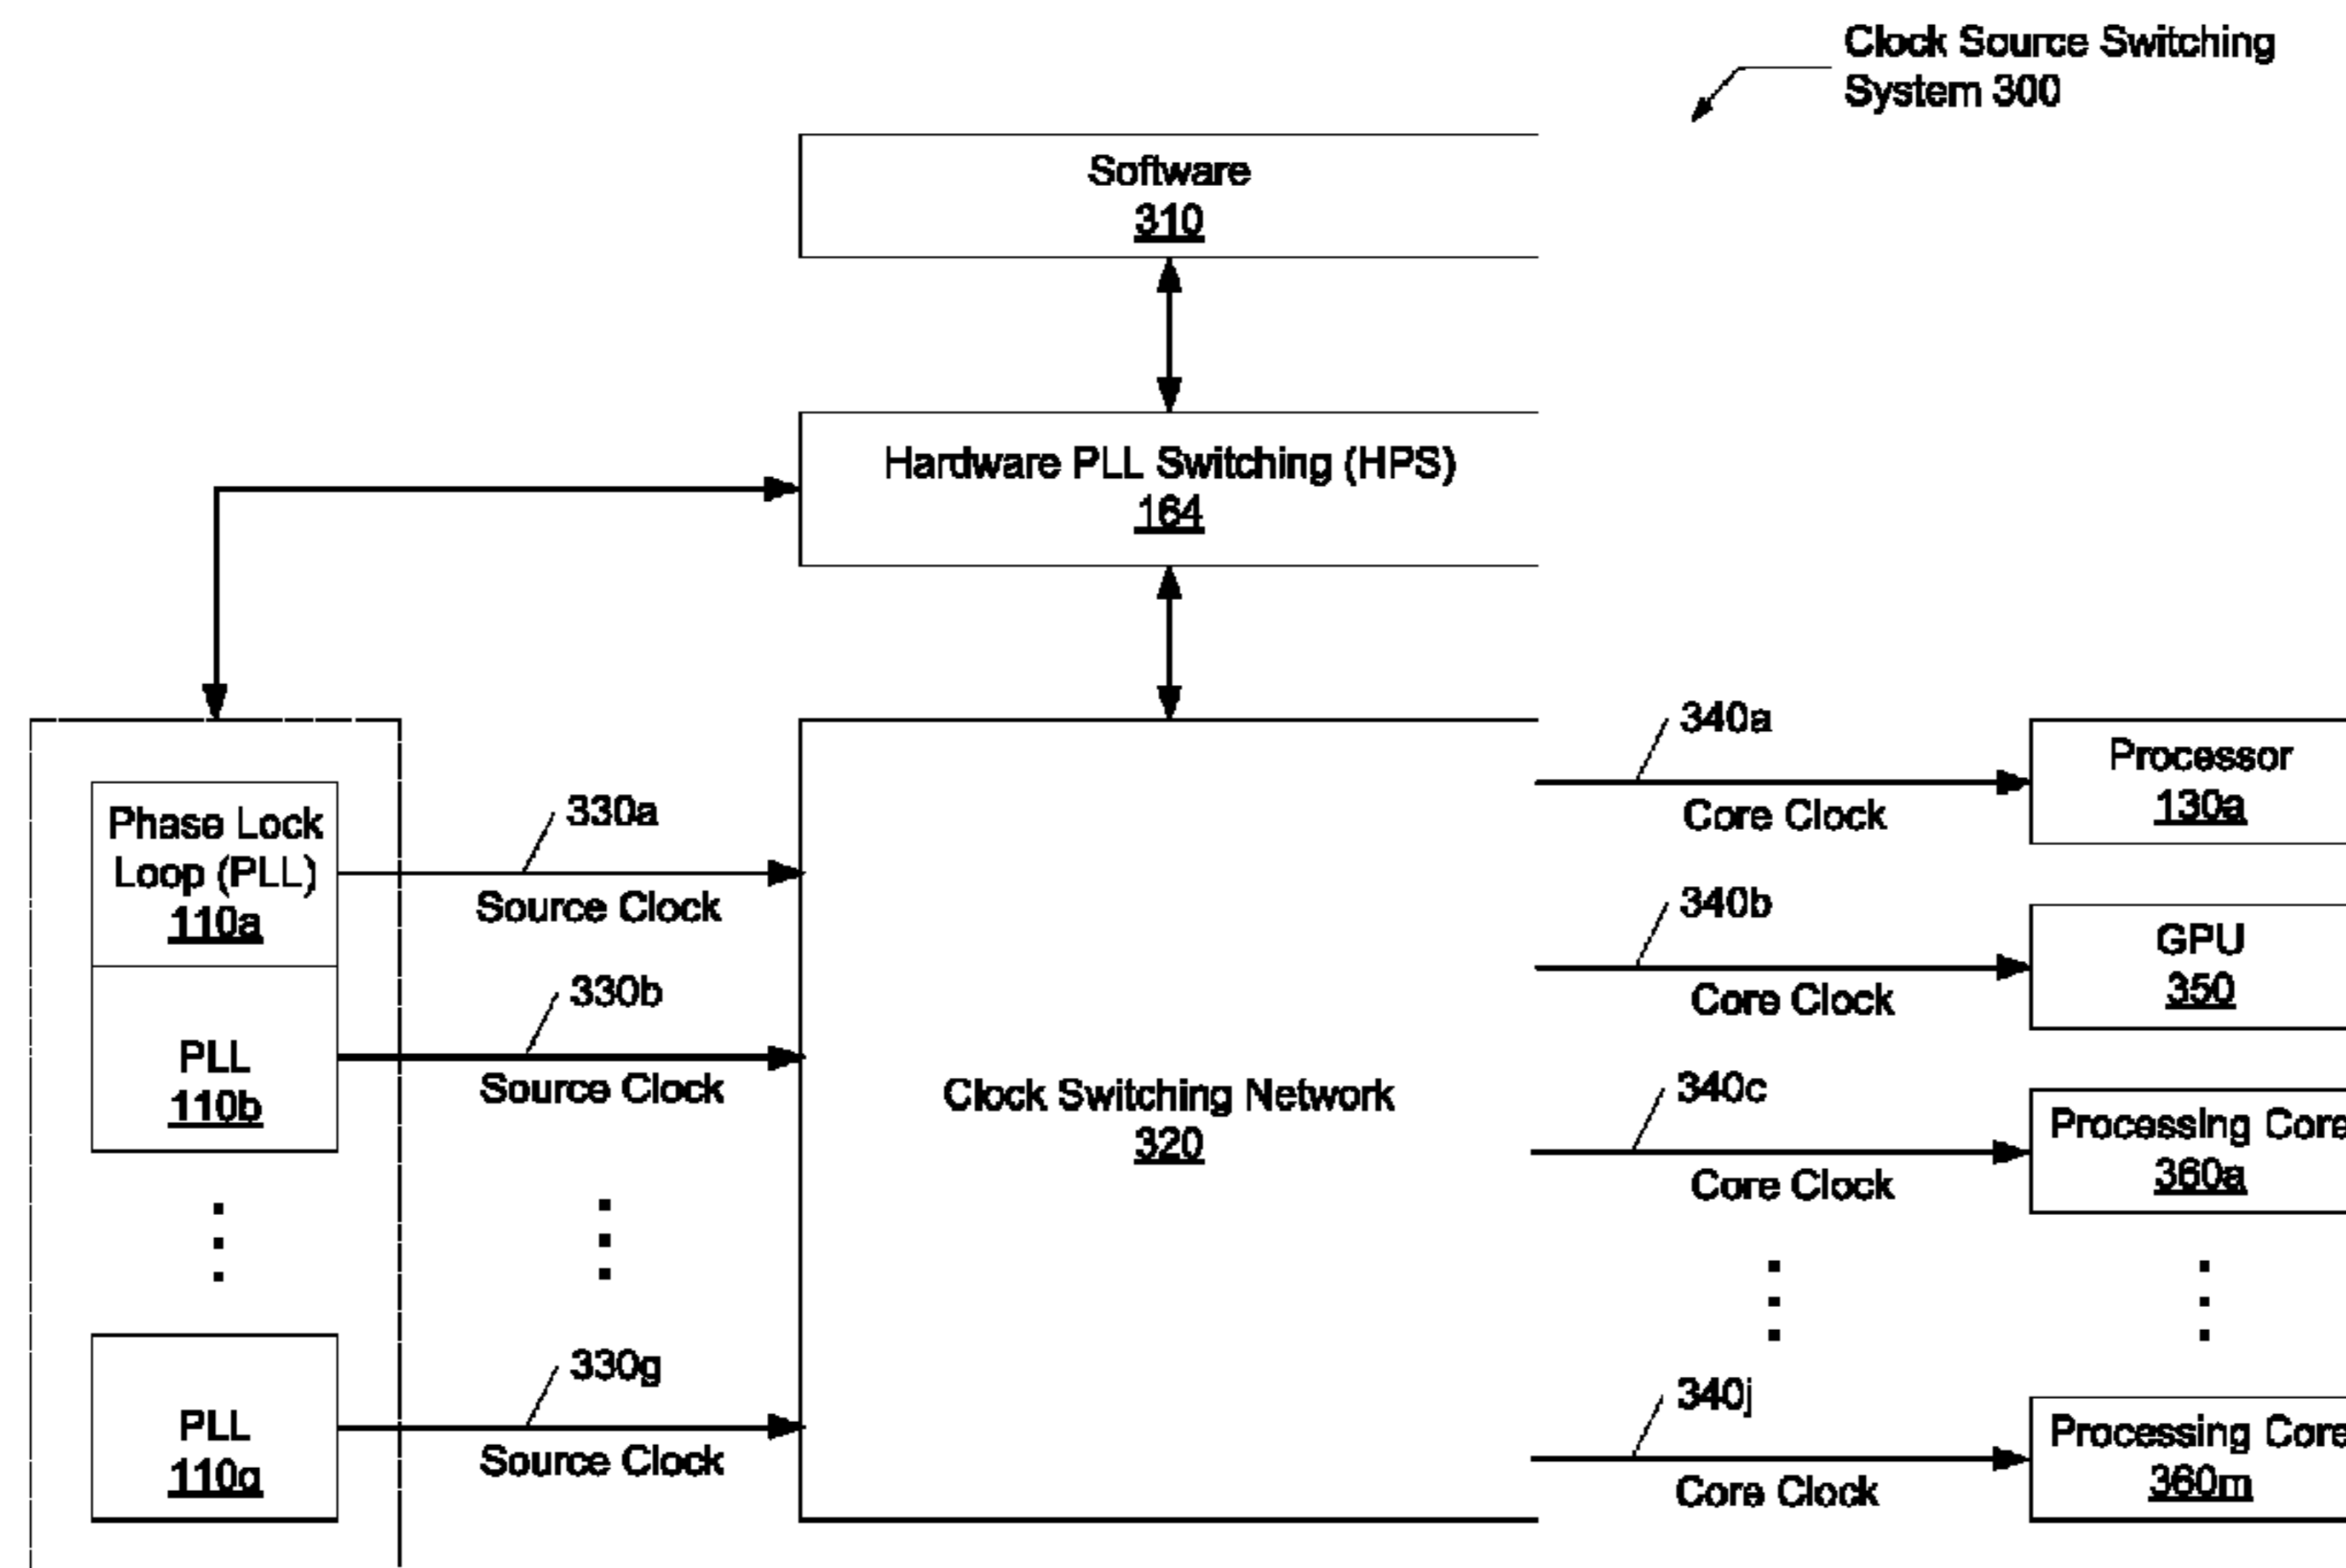 Clock Source Switching
System 300
Software
310
Hardware PLL Switching (HPS)
164
Phase Lock
Loop (PLL)
110a
330a
Source Clock
PLL
110b
330b
Source Clock
PLL
110g
330g
Source Clock
Clock Switching Network
320
340a
Core Clock
Processor
130a
340b
Core Clock
GPU
350
340c
Core Clock
Processing Core
360a
340j
Core Clock
Processing Core
360m